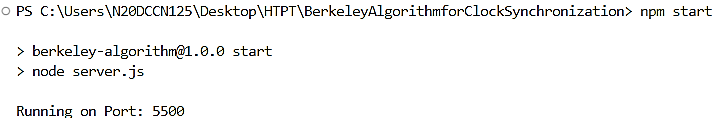 PS C:\Users\N20DCCN125\Desktop\HTPT\BerkeleyAlgorithmforClockSynchronization> npm start
> berkeley-algorithm@1.0.0 start
> node server.js
Running on Port: 5500